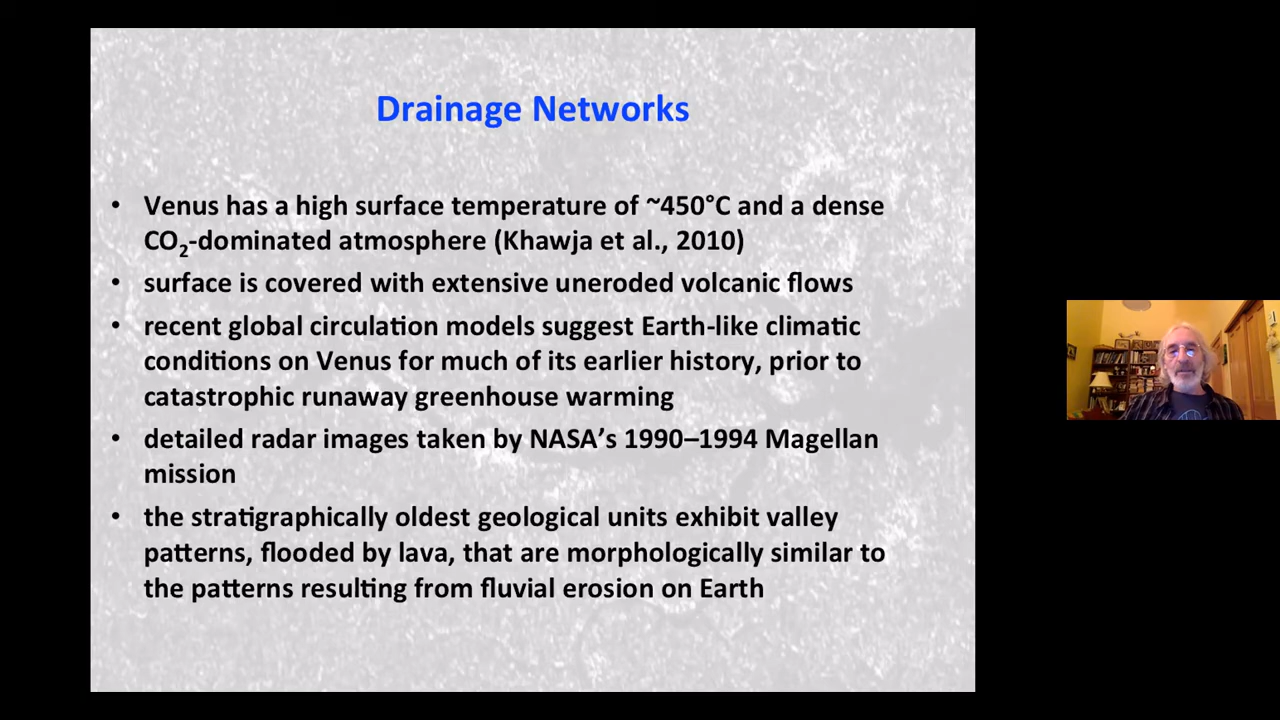 Drainage Networks
• Venus has a high surface temperature of ~450°C and a dense
CO₂-dominated atmosphere (Khawja et al., 2010)
• surface is covered with extensive uneroded volcanic flows
• recent global circulation models suggest Earth-like climatic
conditions on Venus for much of its earlier history, prior to
catastrophic runaway greenhouse warming
• detailed radar images taken by NASA’s 1990–1994 Magellan
mission
• the stratigraphically oldest geological units exhibit valley
patterns, flooded by lava, that are morphologically similar to
the patterns resulting from fluvial erosion on Earth